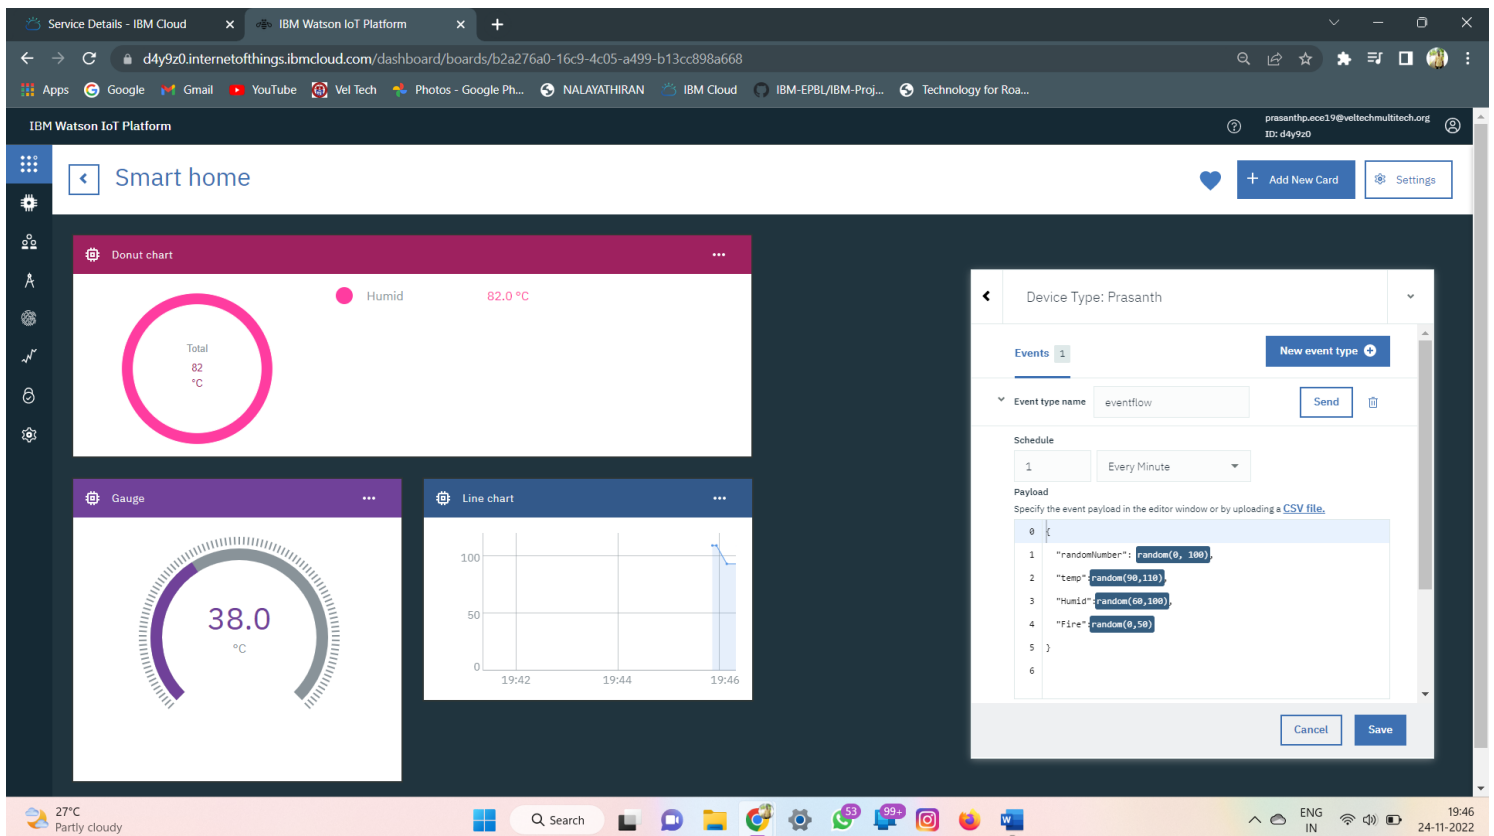 Service Details - IBM Cloud
IBM Watson IoT Platform
d4y9z0.internetofthings.ibmcloud.com/dashboard/boards/b2a276a0-16c9-4c05-a499-b13cc898a668
Apps Google Gmail YouTube Vel Tech Photos - Google Ph... NALAYATHIRAN IBM Cloud IBM-EPBL/IBM-Proj... Technology for Roa...
IBM Watson IoT Platform
prasanthp.ece19@veltechmultitech.org
ID: d4y9z0
Smart home
+ Add New Card
Settings
Donut chart
Total
82
°C
Humid 82.0 °C
Gauge
38.0
°C
Line chart
100
50
0
19:42 19:44 19:46
Device Type: Prasanth
Events 1
New event type
Event type name eventflow Send
Schedule
1 Every Minute
Payload
Specify the event payload in the editor window or by uploading a CSV file.
0 {
1 "randomNumber": random(0, 100),
2 "temp":random(90,110),
3 "Humid":random(60,100),
4 "Fire":random(0,50)
5 }
6
Cancel Save
27°C
Partly cloudy
Search
53
99+
ENG
IN
19:46
24-11-2022